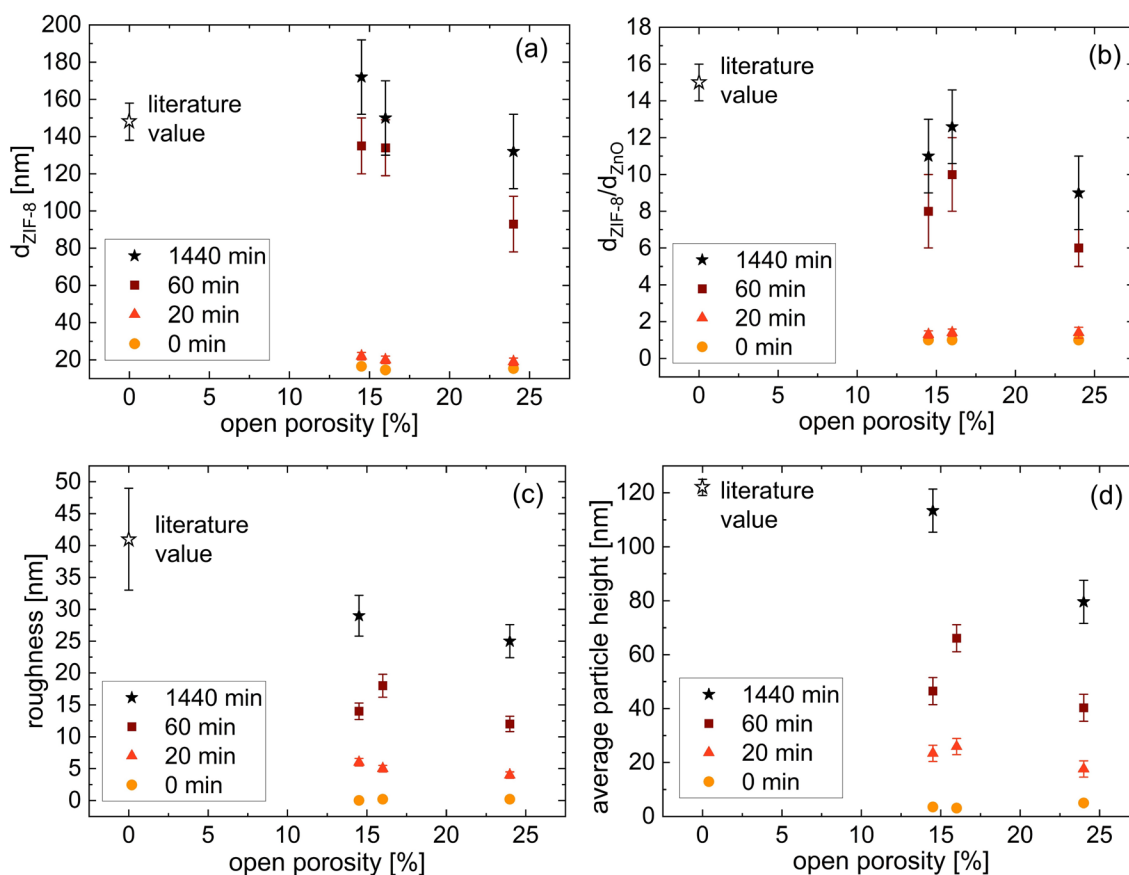 (a)
200
180
160
140
120
100
80
60
40
20
d_ZIF-8 [nm]
literature
value
1440 min
60 min
20 min
0 min
0 5 10 15 20 25
open porosity [%]
(b)
18
16
14
12
10
8
6
4
2
0
d_ZIF-8/d_ZnO
literature
value
1440 min
60 min
20 min
0 min
0 5 10 15 20 25
open porosity [%]
(c)
50
45
40
35
30
25
20
15
10
5
0
roughness [nm]
literature
value
1440 min
60 min
20 min
0 min
0 5 10 15 20 25
open porosity [%]
(d)
120
100
80
60
40
20
0
average particle height [nm]
literature
value
1440 min
60 min
20 min
0 min
0 5 10 15 20 25
open porosity [%]